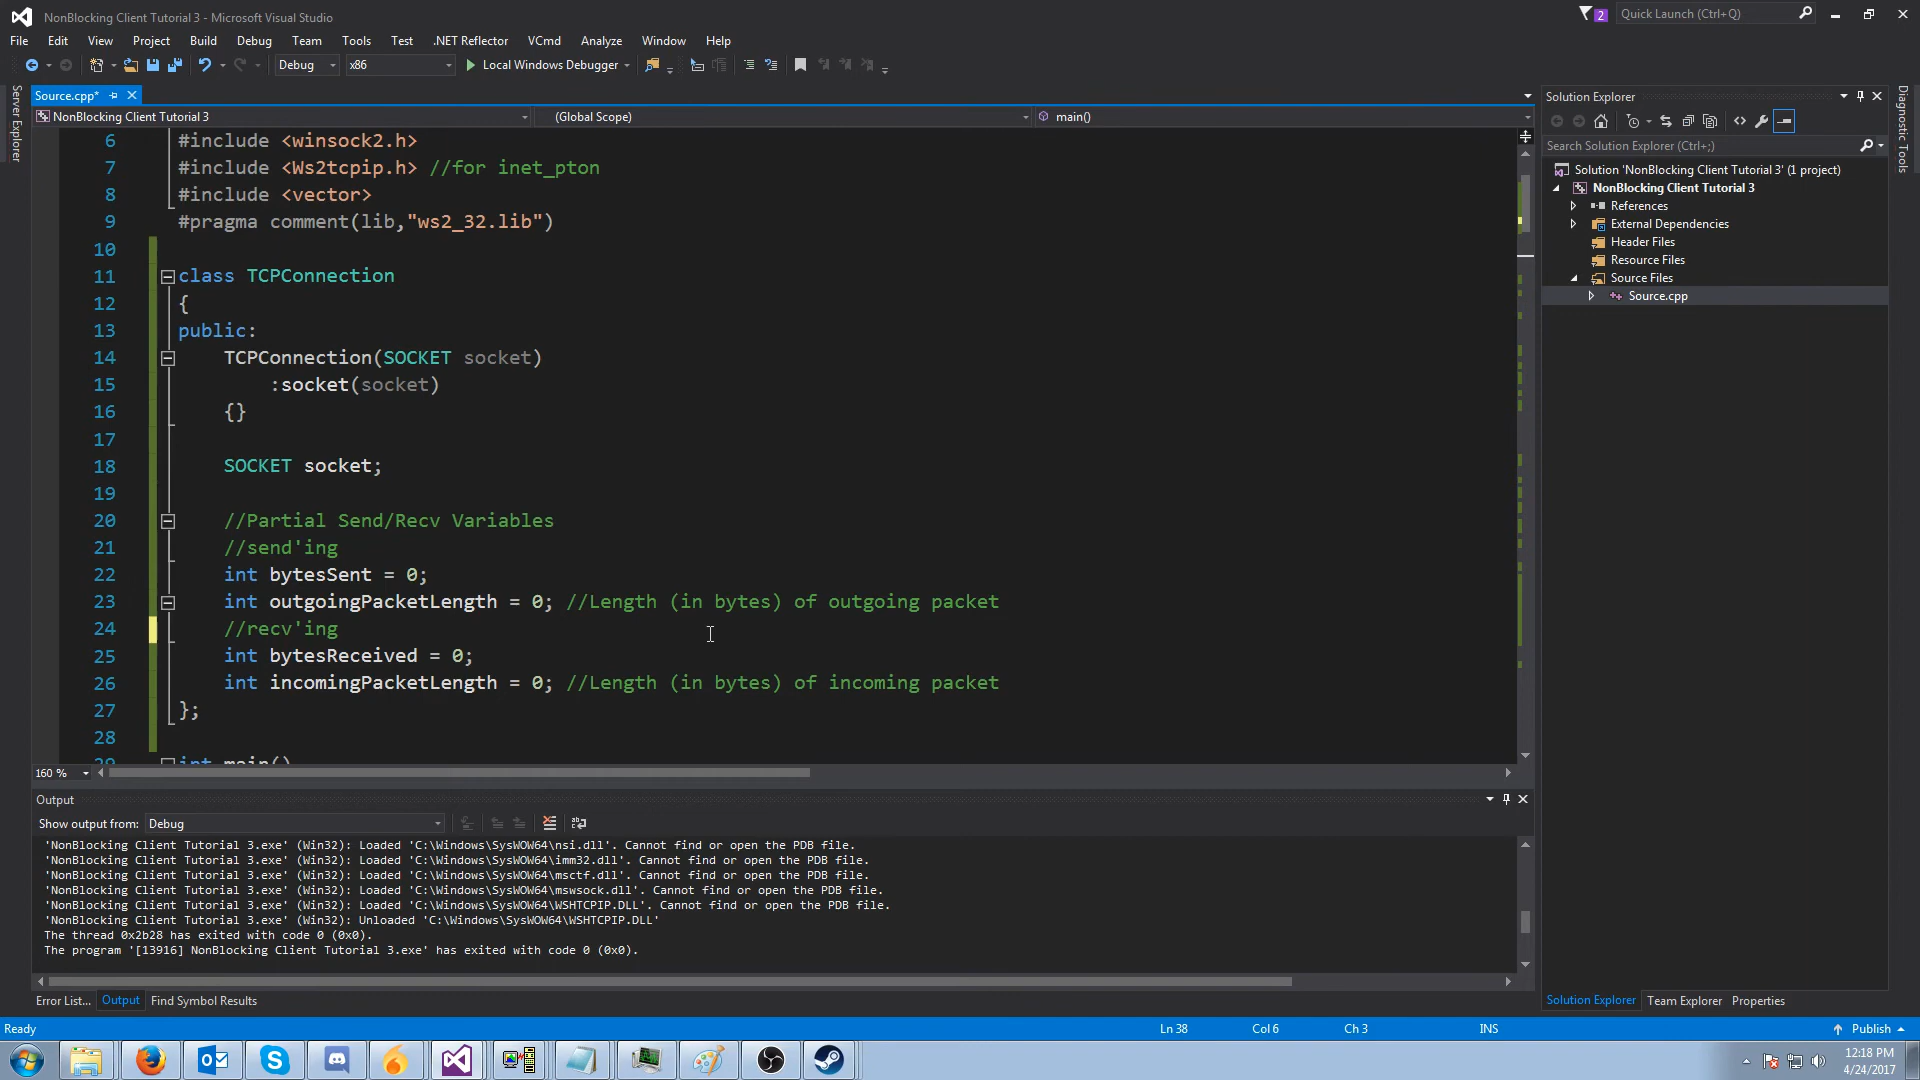 NonBlocking Client Tutorial 3 - Microsoft Visual Studio
2
Quick Launch (Ctrl+Q)
File Edit View Project Build Debug Team Tools Test .NET Reflector VCmd Analyze Window Help
Debug x86 Local Windows Debugger
Server Explorer
Source.cpp*
NonBlocking Client Tutorial 3 (Global Scope) main()
6 #include <winsock2.h>
7 #include <Ws2tcpip.h> //for inet_pton
8 #include <vector>
9 #pragma comment(lib,"ws2_32.lib")
10
11 class TCPConnection
12 {
13 public:
14 TCPConnection(SOCKET socket)
15 :socket(socket)
16 {}
17
18 SOCKET socket;
19
20 //Partial Send/Recv Variables
21 //send'ing
22 int bytesSent = 0;
23 int outgoingPacketLength = 0; //Length (in bytes) of outgoing packet
24 //recv'ing
25 int bytesReceived = 0;
26 int incomingPacketLength = 0; //Length (in bytes) of incoming packet
27 };
28
29 int main()
160 %
Output
Show output from: Debug
'NonBlocking Client Tutorial 3.exe' (Win32): Loaded 'C:\Windows\SysWOW64\nsi.dll'. Cannot find or open the PDB file.
'NonBlocking Client Tutorial 3.exe' (Win32): Loaded 'C:\Windows\SysWOW64\imm32.dll'. Cannot find or open the PDB file.
'NonBlocking Client Tutorial 3.exe' (Win32): Loaded 'C:\Windows\SysWOW64\msctf.dll'. Cannot find or open the PDB file.
'NonBlocking Client Tutorial 3.exe' (Win32): Loaded 'C:\Windows\SysWOW64\mswsock.dll'. Cannot find or open the PDB file.
'NonBlocking Client Tutorial 3.exe' (Win32): Loaded 'C:\Windows\SysWOW64\WSHTCPIP.DLL'. Cannot find or open the PDB file.
'NonBlocking Client Tutorial 3.exe' (Win32): Unloaded 'C:\Windows\SysWOW64\WSHTCPIP.DLL'
The thread 0x2b28 has exited with code 0 (0x0).
The program '[13916] NonBlocking Client Tutorial 3.exe' has exited with code 0 (0x0).
Error List... Output Find Symbol Results
Solution Explorer
Search Solution Explorer (Ctrl+;)
Solution 'NonBlocking Client Tutorial 3' (1 project)
NonBlocking Client Tutorial 3
References
External Dependencies
Header Files
Resource Files
Source Files
Source.cpp
Solution Explorer Team Explorer Properties
Diagnostic Tools
Ready Ln 38 Col 6 Ch 3 INS Publish
12:18 PM
4/24/2017